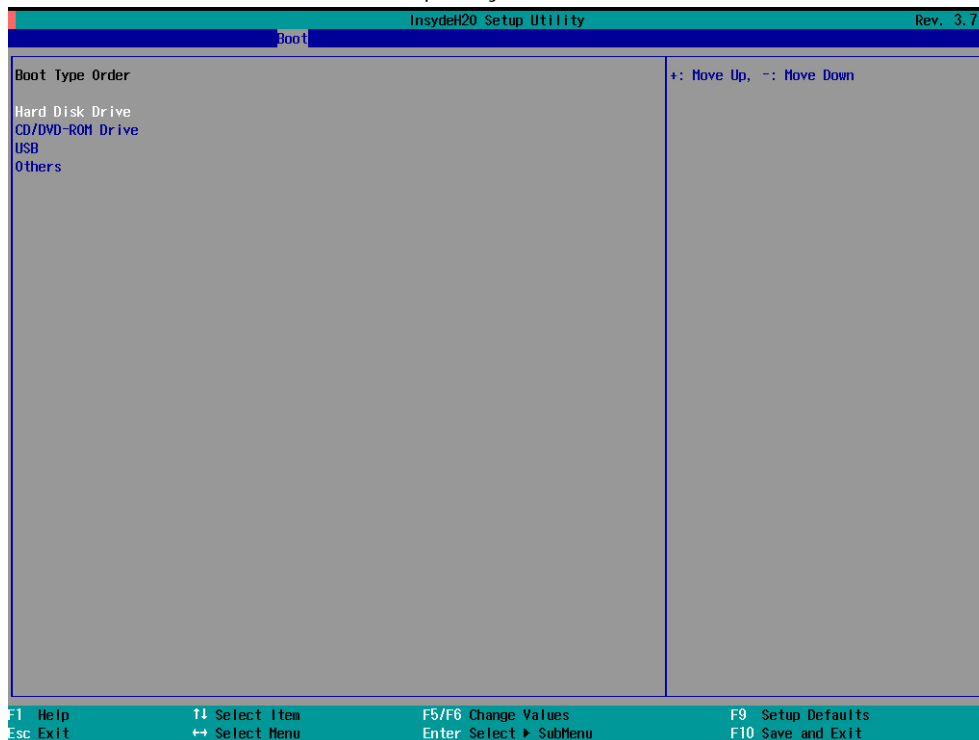 InsydeH20 Setup Utility Rev. 3.7
Boot
Boot Type Order +: Move Up, -: Move Down
Hard Disk Drive
CD/DVD-ROM Drive
USB
Others
F1 Help ↑↓ Select Item F5/F6 Change Values F9 Setup Defaults
Esc Exit ↔ Select Menu Enter Select ▶ SubMenu F10 Save and Exit